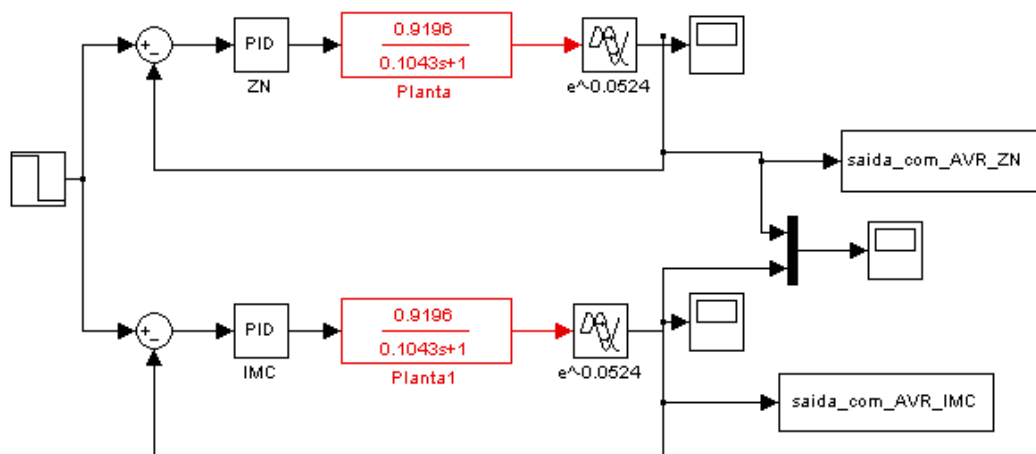 PID
ZN
0.9196
0.1043s+1
Planta
e^-0.0524
saida_com_AVR_ZN
PID
IMC
0.9196
0.1043s+1
Planta1
e^-0.0524
saida_com_AVR_IMC